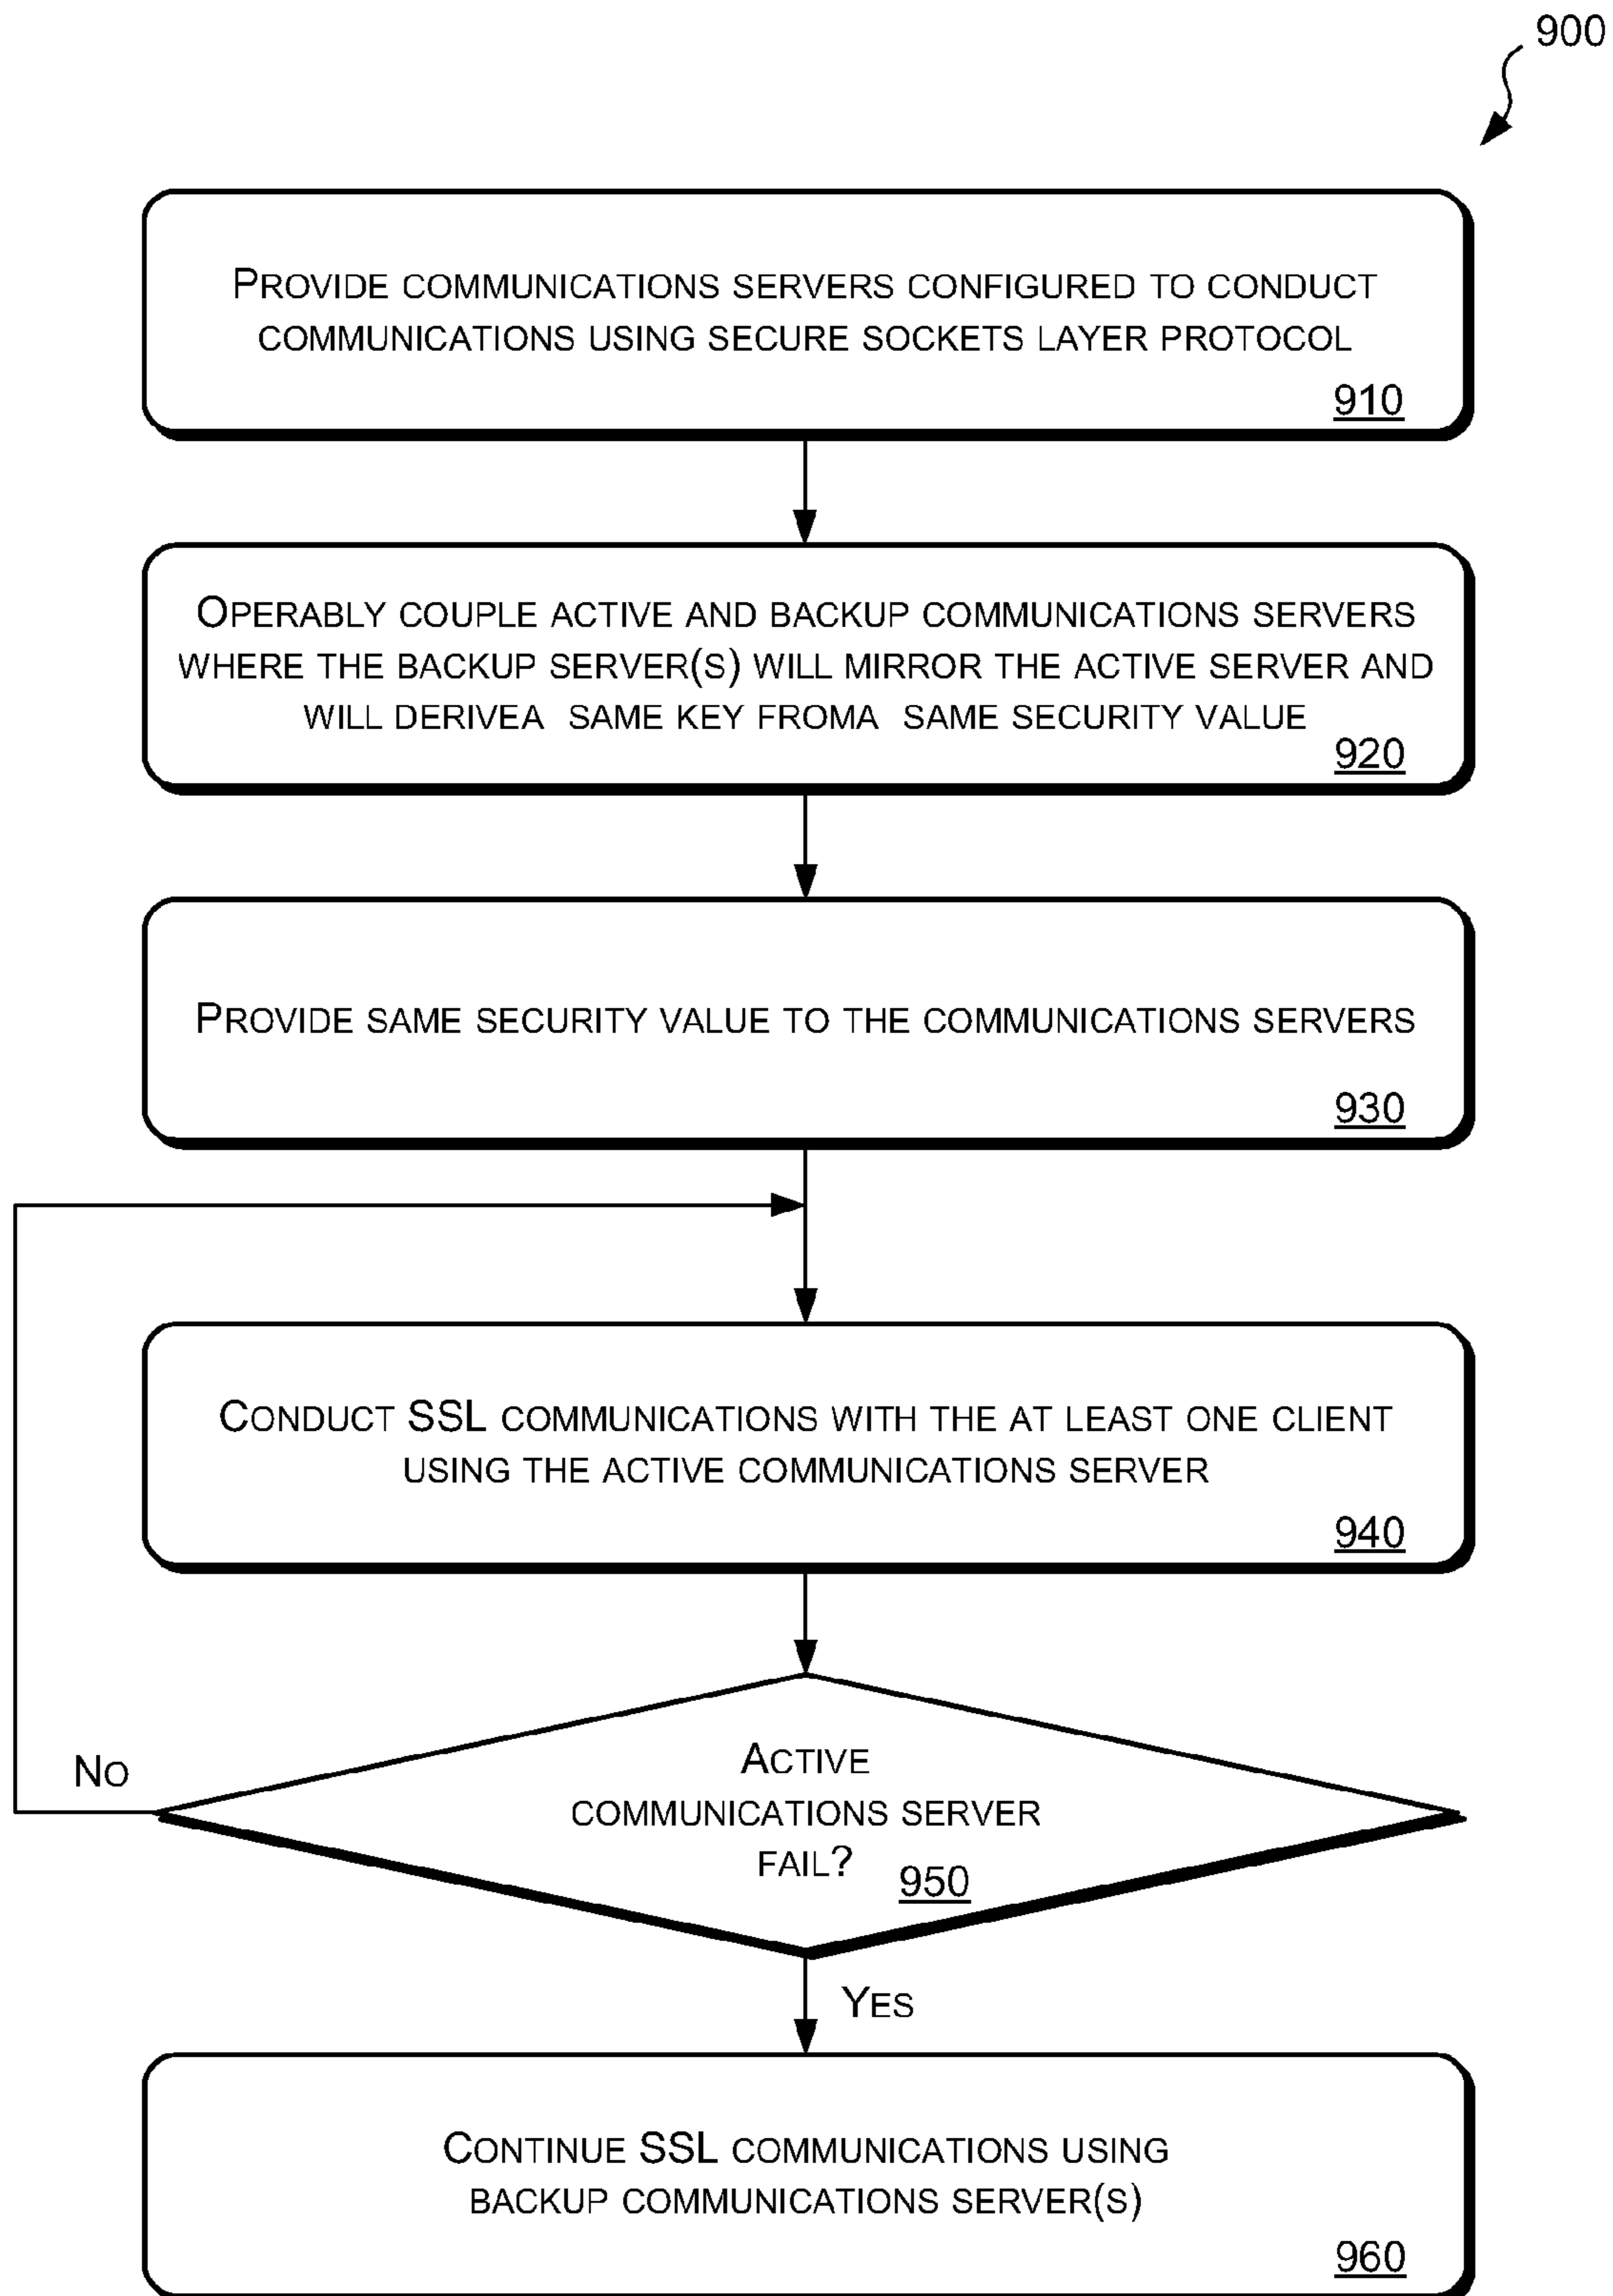 900
PROVIDE COMMUNICATIONS SERVERS CONFIGURED TO CONDUCT
COMMUNICATIONS USING SECURE SOCKETS LAYER PROTOCOL
910
OPERABLY COUPLE ACTIVE AND BACKUP COMMUNICATIONS SERVERS
WHERE THE BACKUP SERVER(S) WILL MIRROR THE ACTIVE SERVER AND
WILL DERIVEA SAME KEY FROMA SAME SECURITY VALUE
920
PROVIDE SAME SECURITY VALUE TO THE COMMUNICATIONS SERVERS
930
CONDUCT SSL COMMUNICATIONS WITH THE AT LEAST ONE CLIENT
USING THE ACTIVE COMMUNICATIONS SERVER
940
ACTIVE
COMMUNICATIONS SERVER
FAIL?
950
NO
YES
CONTINUE SSL COMMUNICATIONS USING
BACKUP COMMUNICATIONS SERVER(S)
960